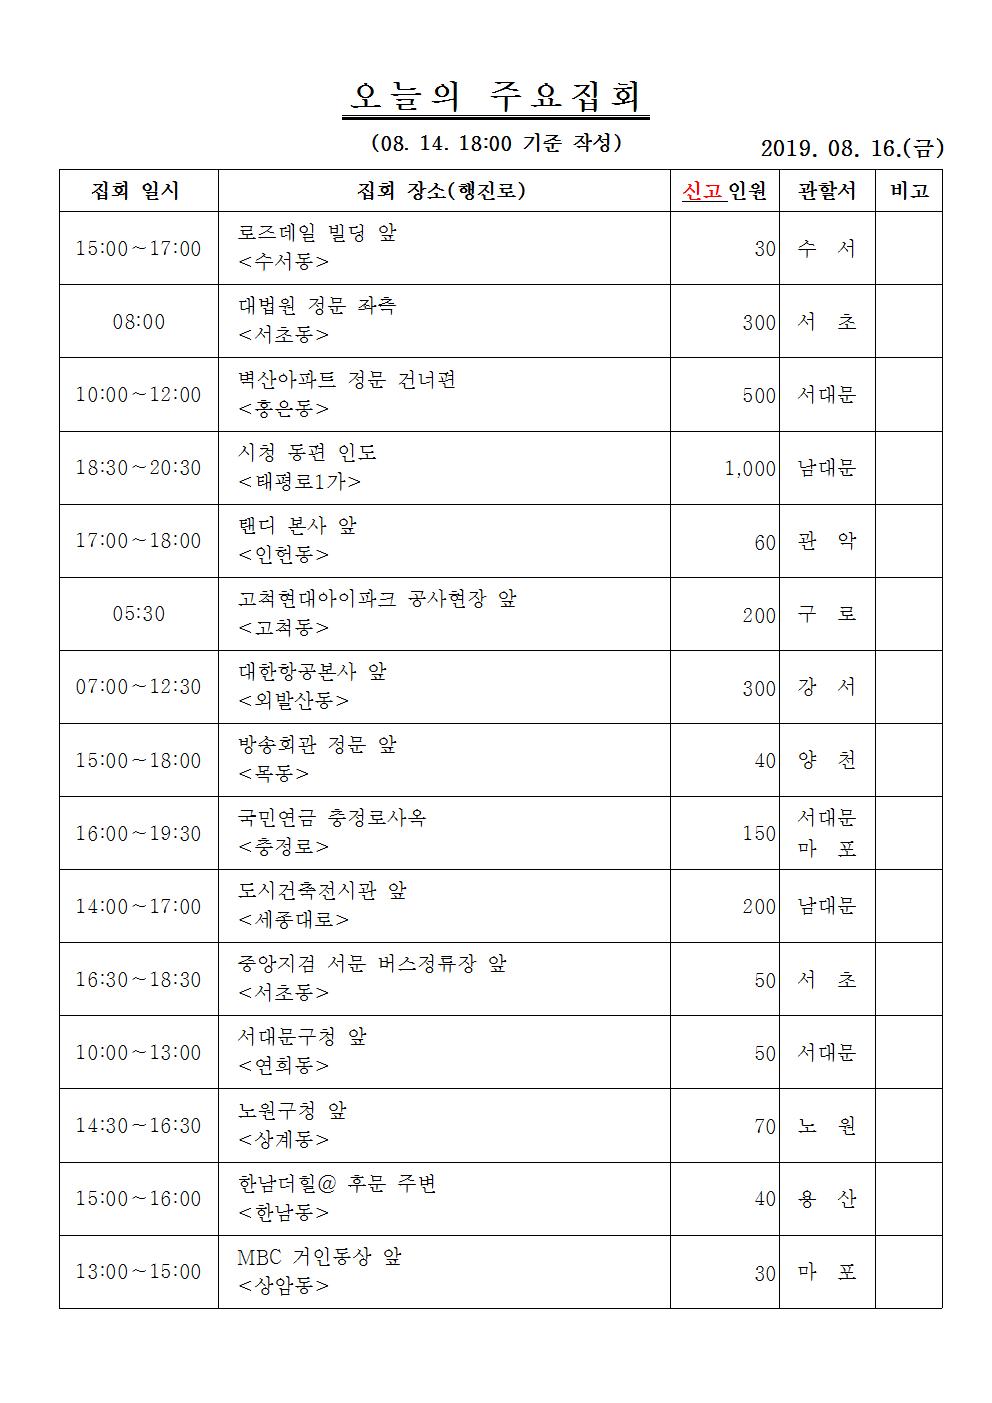 오늘의 주요집회
(08. 14. 18:00 기준 작성)
2019. 08. 16.(금)
집회 일시 집회 장소(행진로) 신고인원 관할서 비고
15:00~17:00 로즈데일 빌딩 앞 <수서동> 30 수 서
08:00 대법원 정문 좌측 <서초동> 300 서 초
10:00~12:00 벽산아파트 정문 건너편 <홍은동> 500 서대문
18:30~20:30 시청 동편 인도 <태평로1가> 1,000 남대문
17:00~18:00 탠디 본사 앞 <인헌동> 60 관 악
05:30 고척현대아이파크 공사현장 앞 <고척동> 200 구 로
07:00~12:30 대한항공본사 앞 <외발산동> 300 강 서
15:00~18:00 방송회관 정문 앞 <목동> 40 양 천
16:00~19:30 국민연금 충정로사옥 <충정로> 150 서대문 마 포
14:00~17:00 도시건축전시관 앞 <세종대로> 200 남대문
16:30~18:30 중앙지검 서문 버스정류장 앞 <서초동> 50 서 초
10:00~13:00 서대문구청 앞 <연희동> 50 서대문
14:30~16:30 노원구청 앞 <상계동> 70 노 원
15:00~16:00 한남더힐@ 후문 주변 <한남동> 40 용 산
13:00~15:00 MBC 거인동상 앞 <상암동> 30 마 포